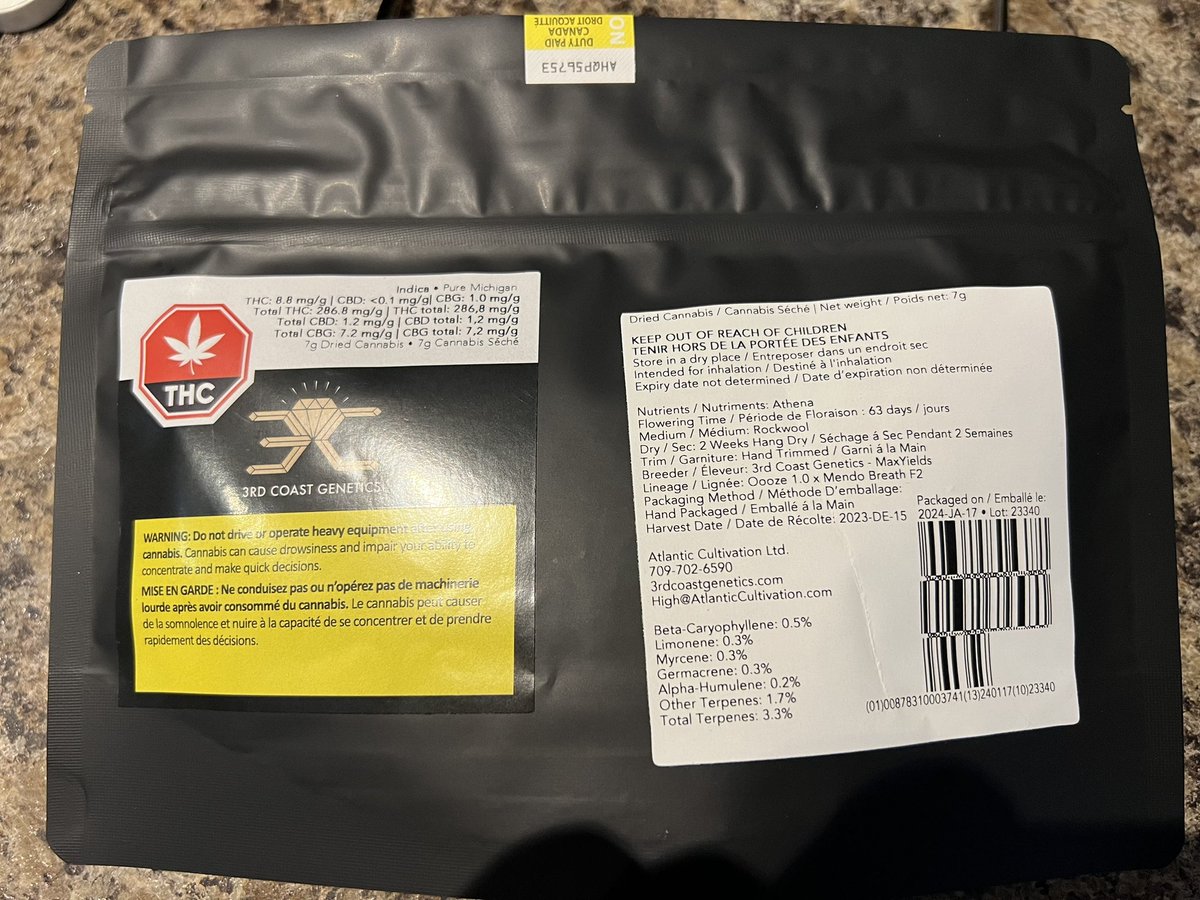 NO
DUTY PAID
CANADA
DROIT ACQUITTÉ
AHQP56753
Indica • Pure Michigan
THC: 8.8 mg/g | CBD: <0.1 mg/g| CBG: 1.0 mg/g
Total THC: 286.8 mg/g | THC total: 286,8 mg/g
Total CBD: 1.2 mg/g | CBD total: 1,2 mg/g
Total CBG: 7.2 mg/g | CBG total: 7,2 mg/g
7g Dried Cannabis • 7g Cannabis Séché
THC
3RD COAST GENETICS
WARNING: Do not drive or operate heavy equipment after using
cannabis. Cannabis can cause drowsiness and impair your ability to
concentrate and make quick decisions.
MISE EN GARDE : Ne conduisez pas ou n’opérez pas de machinerie
lourde après avoir consommé du cannabis. Le cannabis peut causer
de la somnolence et nuire à la capacité de se concentrer et de prendre
rapidement des décisions.
Dried Cannabis / Cannabis Séché | Net weight / Poids net: 7g
KEEP OUT OF REACH OF CHILDREN
TENIR HORS DE LA PORTÉE DES ENFANTS
Store in a dry place / Entreposer dans un endroit sec
Intended for inhalation / Destiné à l'inhalation
Expiry date not determined / Date d'expiration non déterminée
Nutrients / Nutriments: Athena
Flowering Time / Période de Floraison : 63 days / jours
Medium / Médium: Rockwool
Dry / Sec: 2 Weeks Hang Dry / Séchage á Sec Pendant 2 Semaines
Trim / Garniture: Hand Trimmed / Garni á la Main
Breeder / Éleveur: 3rd Coast Genetics - MaxYields
Lineage / Lignée: Oooze 1.0 x Mendo Breath F2
Packaging Method / Méthode D'emballage:
Hand Packaged / Emballé á la Main
Harvest Date / Date de Récolte: 2023-DE-15
Packaged on / Emballé le:
2024-JA-17 • Lot: 23340
Atlantic Cultivation Ltd.
709-702-6590
3rdcoastgenetics.com
High@AtlanticCultivation.com
Beta-Caryophyllene: 0.5%
Limonene: 0.3%
Myrcene: 0.3%
Germacrene: 0.3%
Alpha-Humulene: 0.2%
Other Terpenes: 1.7%
Total Terpenes: 3.3%
(01)00878310003741(13)240117(10)23340